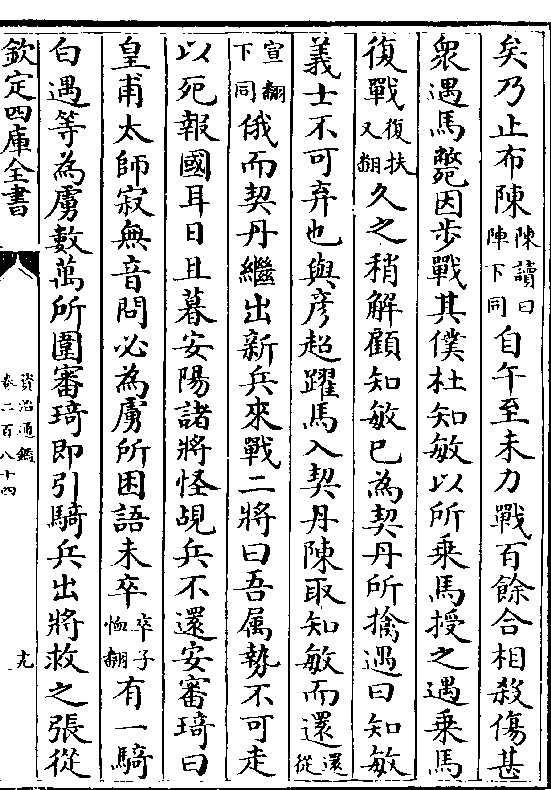 矣乃止布陳陳讀曰陣下同自午至未力戰百餘合相殺傷甚
衆遇馬斃因步戰其僕杜知敏以所乘馬授之遇乘馬
復戰復扶又翻久之稍解顧知敏已為契丹所擒遇曰知敏
義士不可弃也與彦超躍馬入契丹陳取知敏而還還從
宣翻下同俄而契丹繼出新兵來戰二將曰吾属勢不可走
以死報國耳日且暮安陽諸將怪覘兵不還安審琦曰
皇甫太師寂無音問必為虜所困語未卒卒子恤翻有一騎
白遇等為虜數萬所圍審琦即引騎兵出將救之張從
欽定四庫全書
資治通鑑
卷二百八十四
九